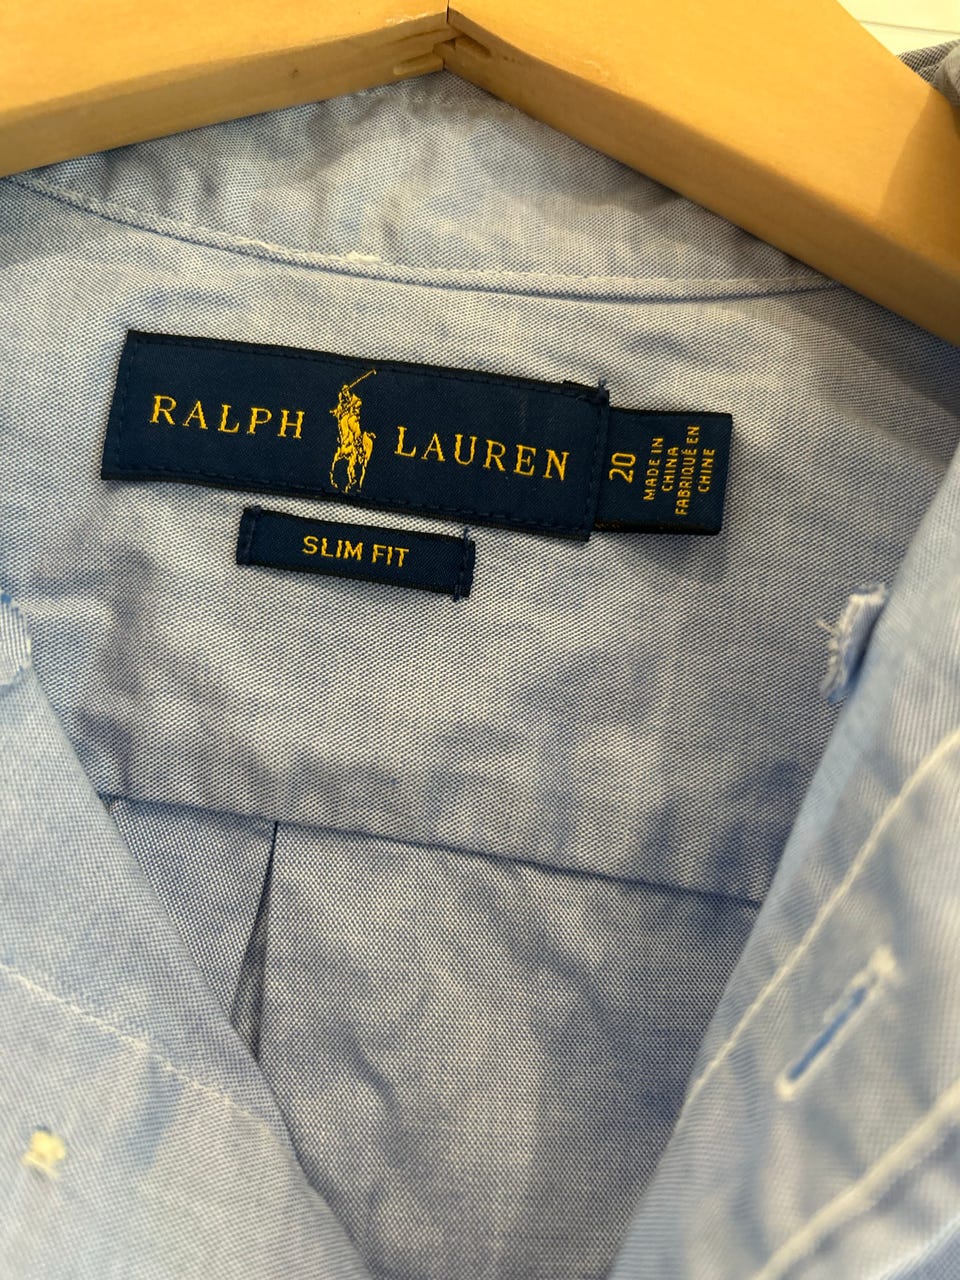 RALPH LAUREN
SLIM FIT
20
MADE IN
CHINA
FABRIQUÉ EN
CHINE